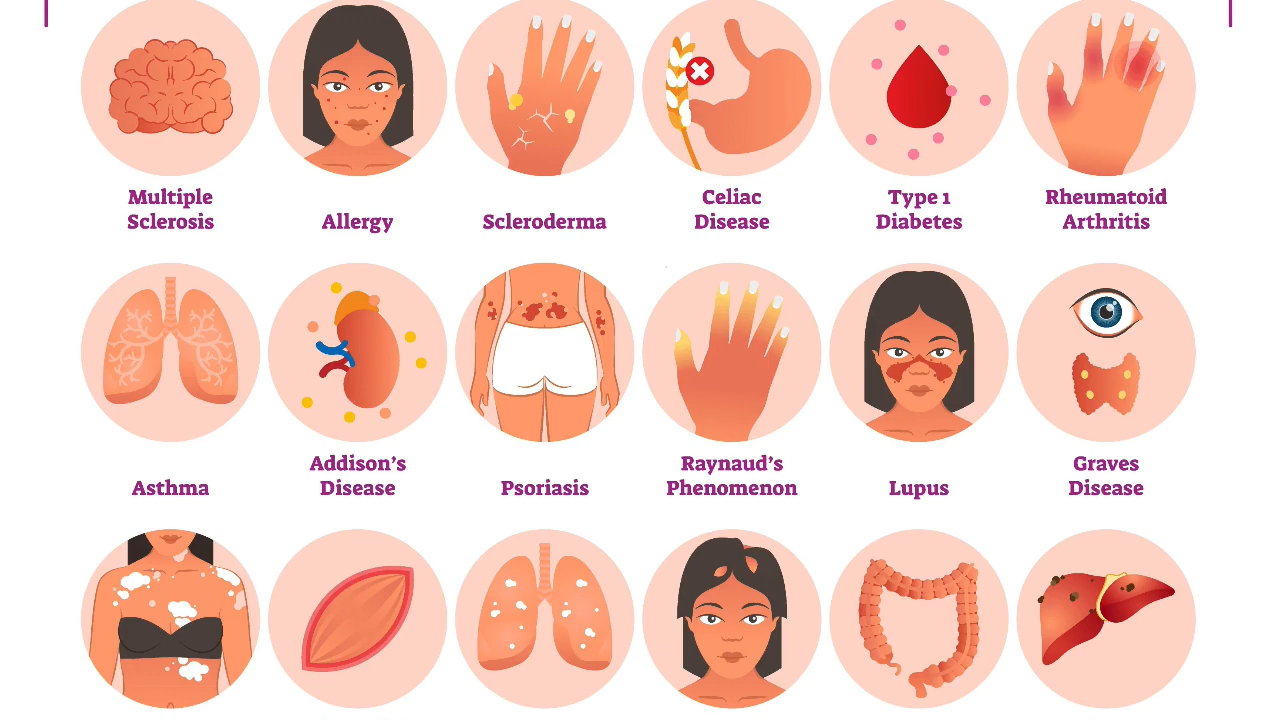 Multiple
Sclerosis
Allergy
Scleroderma
Celiac
Disease
Type 1
Diabetes
Rheumatoid
Arthritis
Asthma
Addison's
Disease
Psoriasis
Raynaud's
Phenomenon
Lupus
Graves
Disease